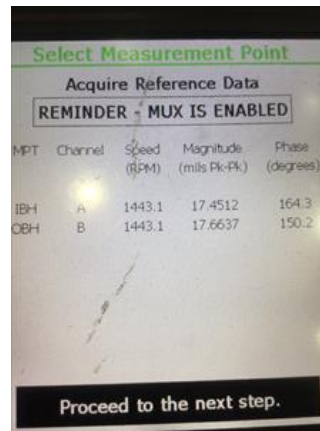 Select Measurement Point
Acquire Reference Data
REMINDER - MUX IS ENABLED
MPT Channel Speed Magnitude Phase
(RPM) (mils Pk-Pk) (degrees)
IBH A 1443.1 17.4512 164.3
OBH B 1443.1 17.6637 150.2
Proceed to the next step.